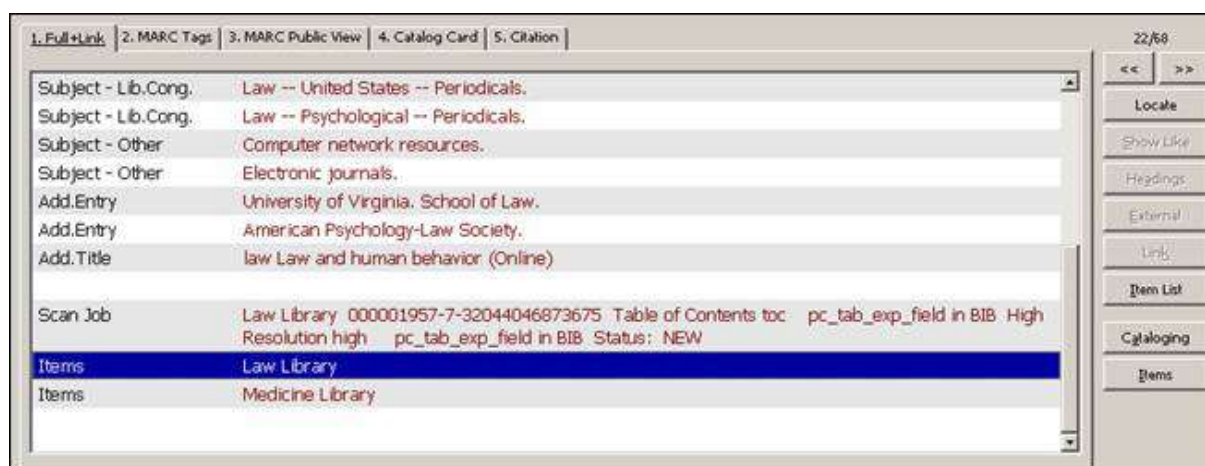 1. Full+Link 2. MARC Tags 3. MARC Public View 4. Catalog Card 5. Citation
22/68
<< >>
Subject - Lib.Cong. Law -- United States -- Periodicals.
Locate
Subject - Lib.Cong. Law -- Psychological -- Periodicals.
Subject - Other Computer network resources.
Show Like
Subject - Other Electronic journals.
Headings
Add.Entry University of Virginia. School of Law.
External
Add.Entry American Psychology-Law Society.
Add.Title law Law and human behavior (Online)
Link
Item List
Scan Job Law Library 000001957-7-32044046873675 Table of Contents toc pc_tab_exp_field in BIB High
Resolution high pc_tab_exp_field in BIB Status: NEW
Cataloging
Items Law Library
Items
Items Medicine Library